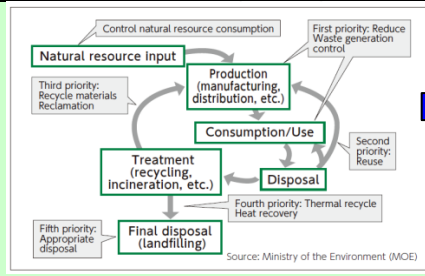 Control natural resource consumption
First priority: Reduce
Waste generation
control
Natural resource input
Production
(manufacturing,
distribution, etc.)
Third priority:
Recycle materials
Reclamation
Consumption/Use
Second
priority:
Reuse
Treatment
(recycling,
incineration, etc.)
Disposal
Fourth priority: Thermal recycle
Heat recovery
Fifth priority:
Appropriate
disposal
Final disposal
(landfilling)
Source: Ministry of the Environment (MOE)